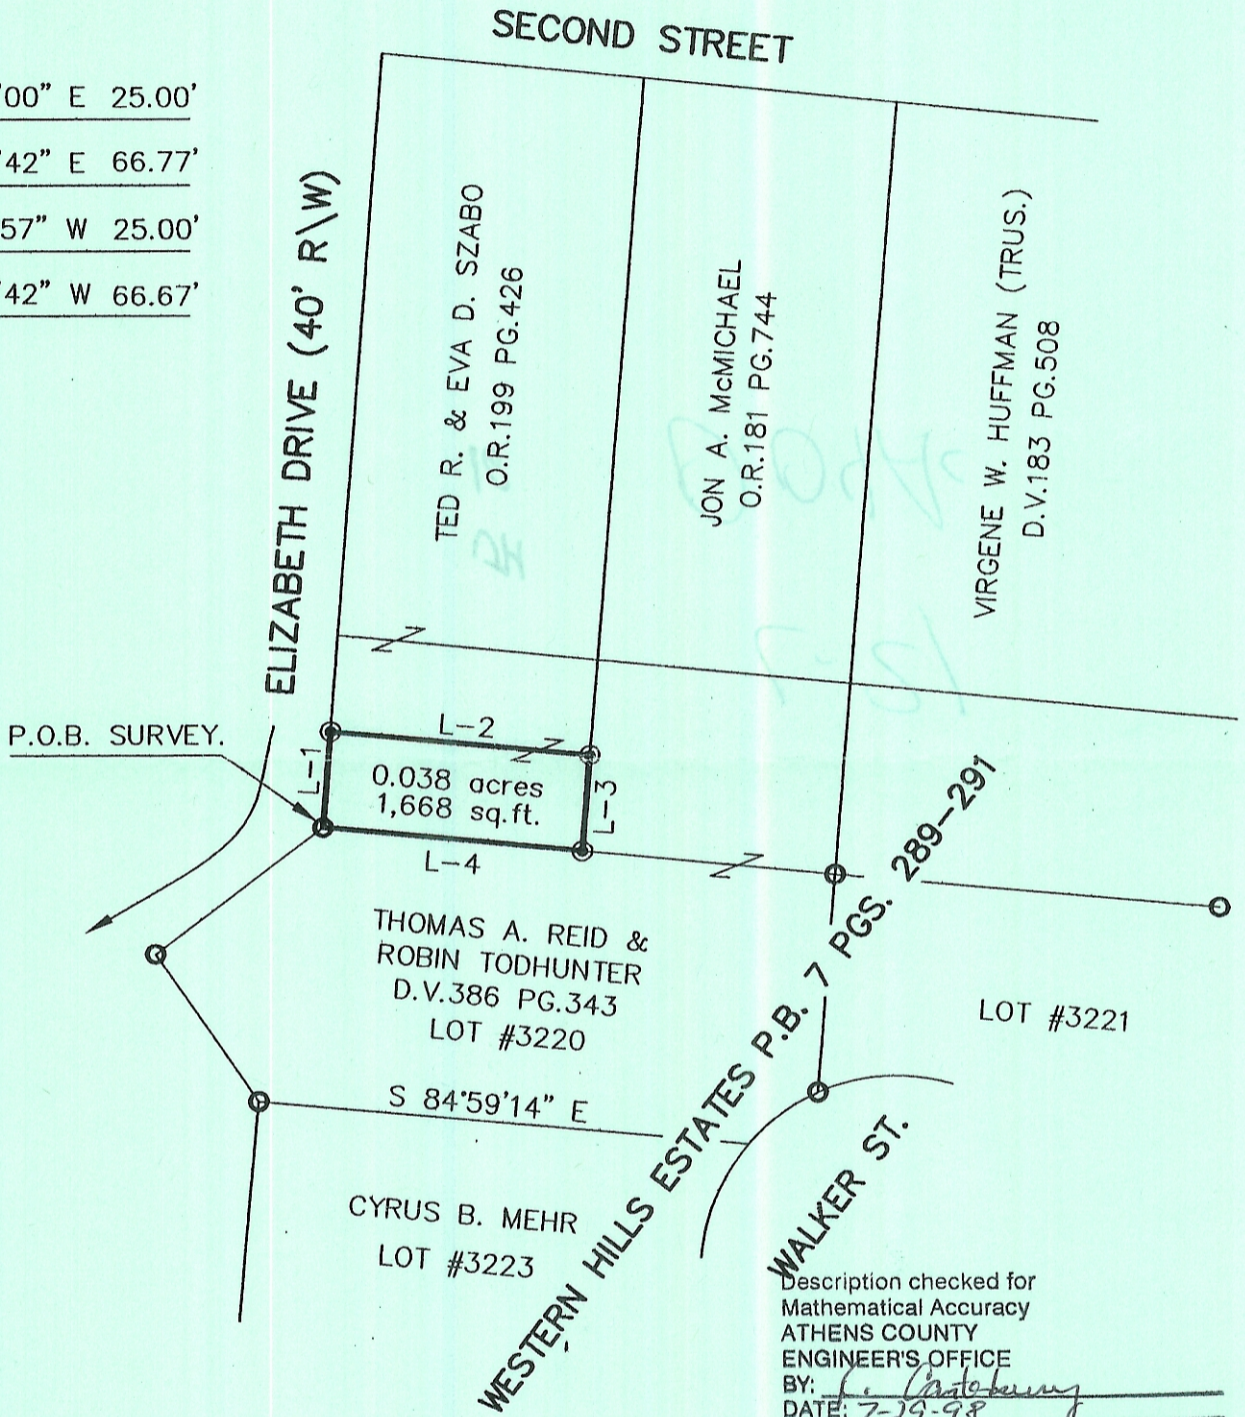 SECOND STREET
'00" E 25.00'
'42" E 66.77'
57" W 25.00'
'42" W 66.67'
ELIZABETH DRIVE (40' R\W)
TED R. & EVA D. SZABO
O.R.199 PG.426
JON A. McMICHAEL
O.R.181 PG.744
VIRGENE W. HUFFMAN (TRUS.)
D.V.183 PG.508
P.O.B. SURVEY.
L-1
L-2
0.038 acres
1,668 sq.ft.
L-3
L-4
THOMAS A. REID &
ROBIN TODHUNTER
D.V.386 PG.343
LOT #3220
WESTERN HILLS ESTATES P.B. 7 PGS. 289-291
LOT #3221
S 84°59'14" E
CYRUS B. MEHR
LOT #3223
WALKER ST.
Description checked for
Mathematical Accuracy
ATHENS COUNTY
ENGINEER'S OFFICE
BY:
DATE: 7-29-98